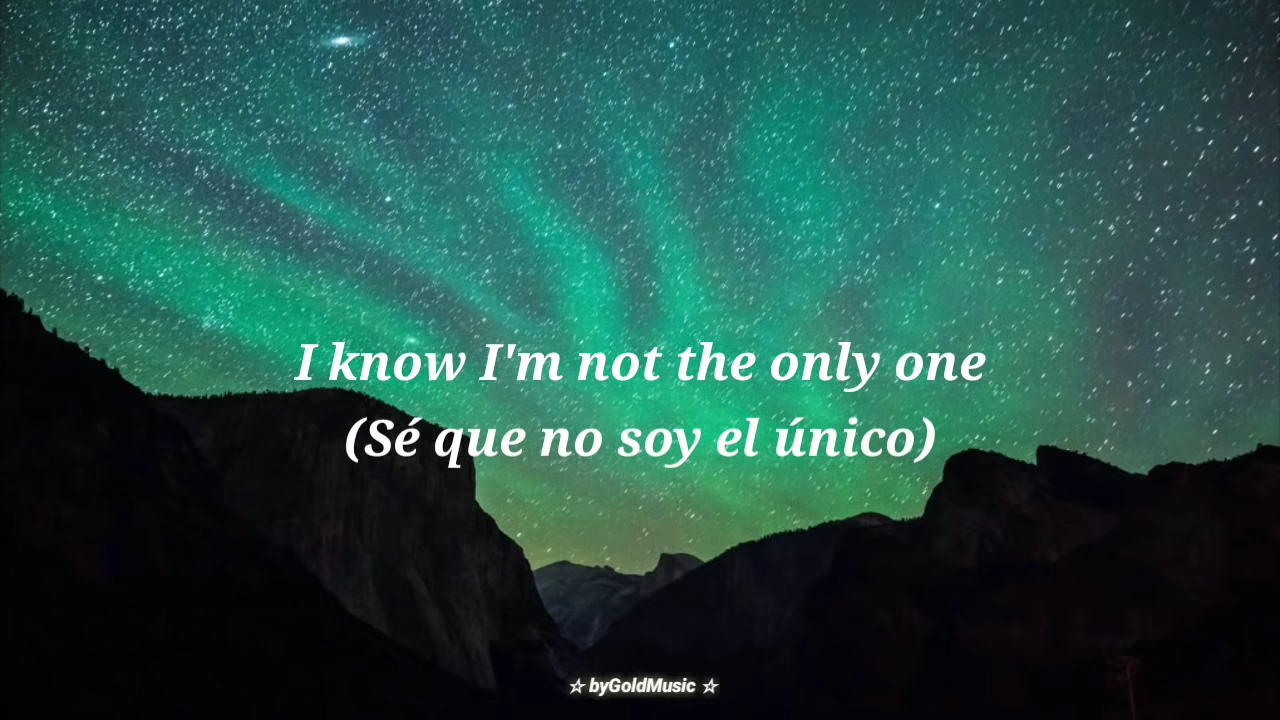 I know I'm not the only one
(Sé que no soy el único)
☆ byGoldMusic ☆